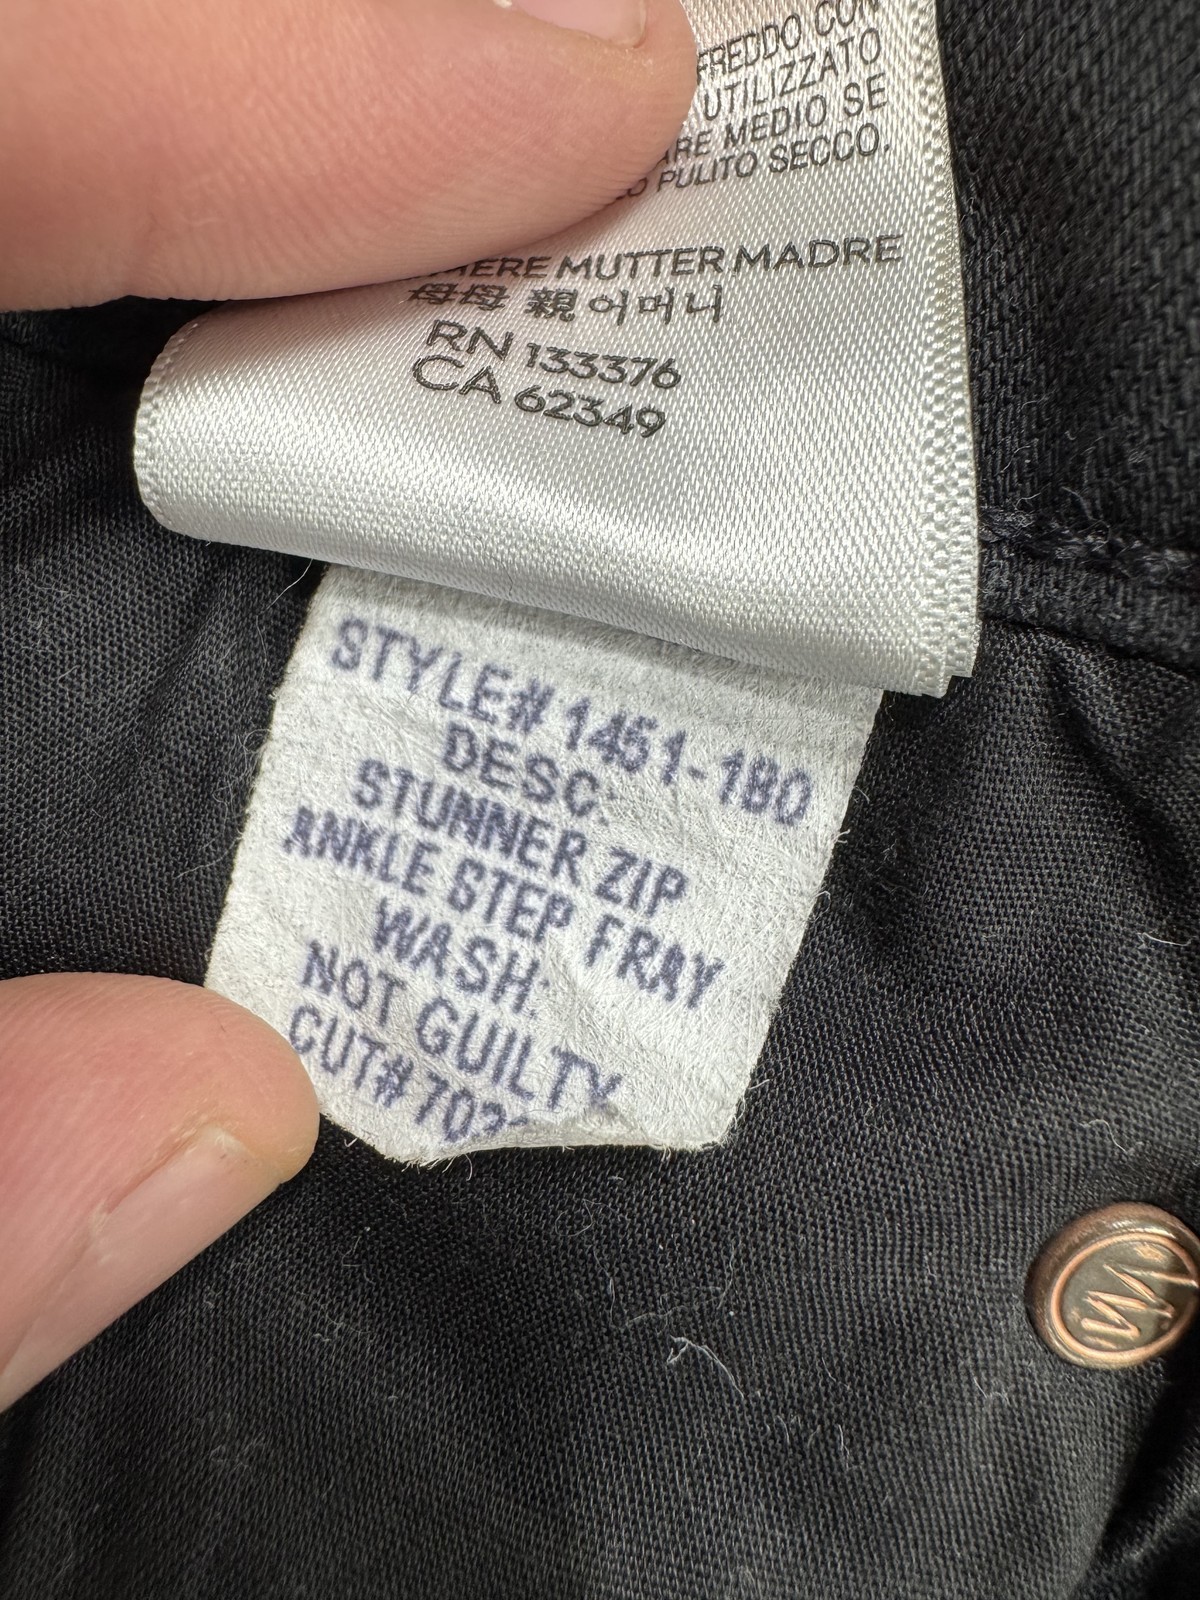 FREDDO CON
UTILIZZATO
MEDIO SE
PULITO SECCO.
MUTTER MADRE
母母 親 어머니
RN 133376
CA 62349
STYLE# 1451-180
DESC:
STUNNER ZIP
ANKLE STEP FRAY
WASH:
NOT GUILTY
CUT#
M